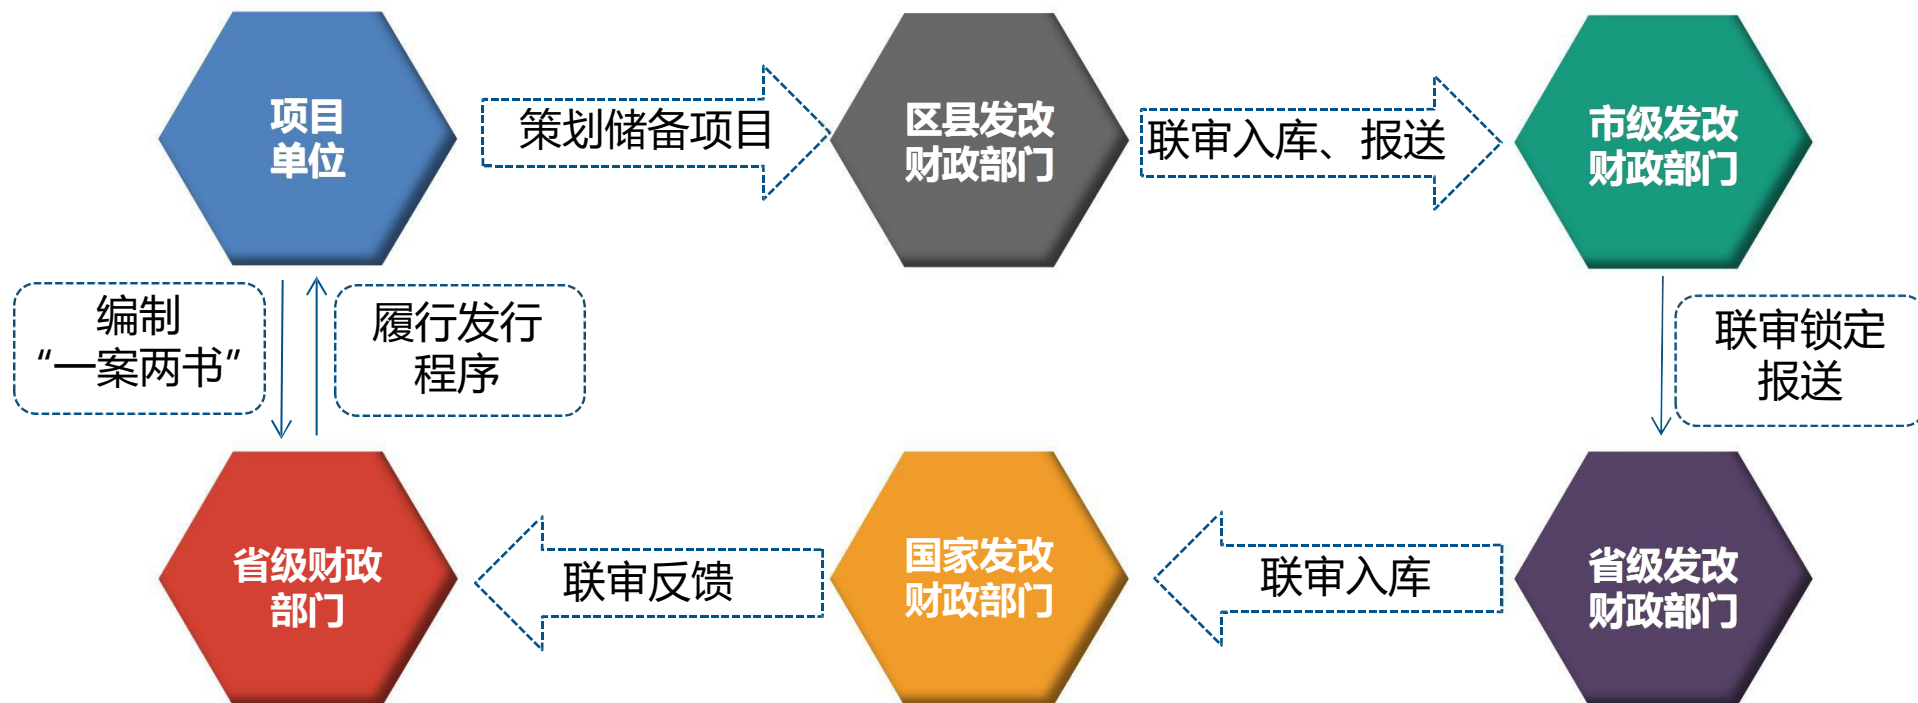 项目
单位
策划储备项目
区县发改
财政部门
联审入库、报送
市级发改
财政部门
编制
“一案两书”
履行发行
程序
联审锁定
报送
省级财政
部门
联审反馈
国家发改
财政部门
联审入库
省级发改
财政部门